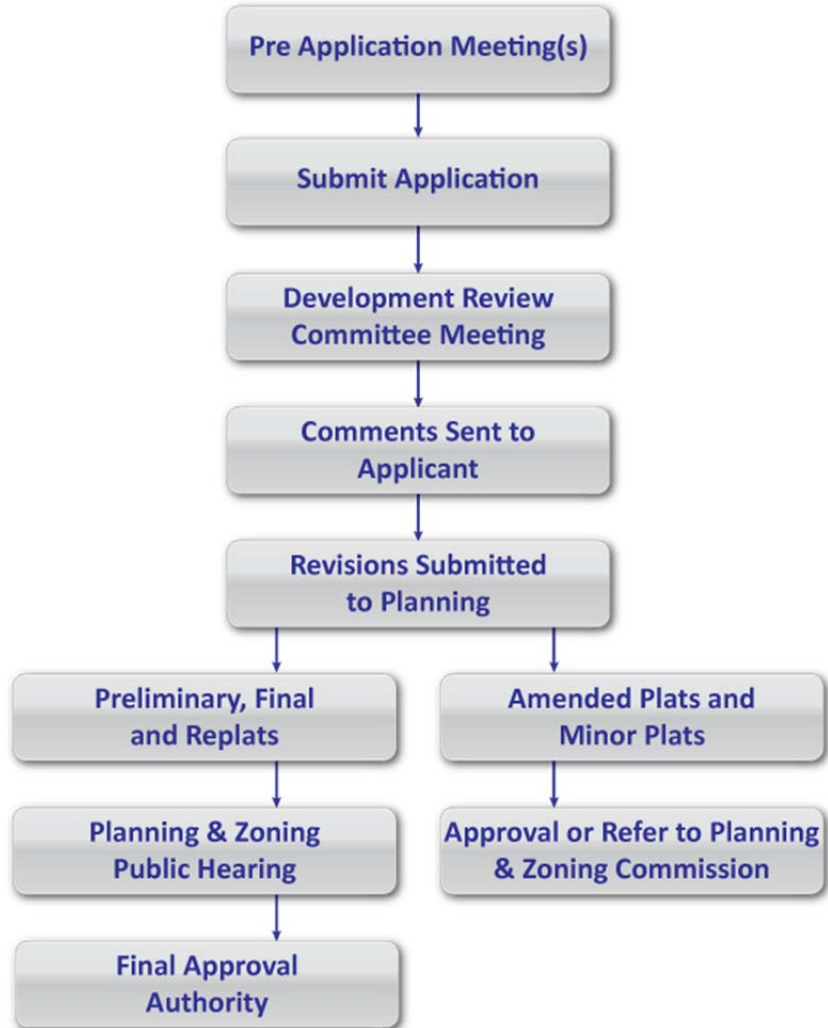 Pre Application Meeting(s)
Submit Application
Development Review
Committee Meeting
Comments Sent to
Applicant
Revisions Submitted
to Planning
Preliminary, Final
and Replats
Amended Plats and
Minor Plats
Planning & Zoning
Public Hearing
Approval or Refer to Planning
& Zoning Commission
Final Approval
Authority